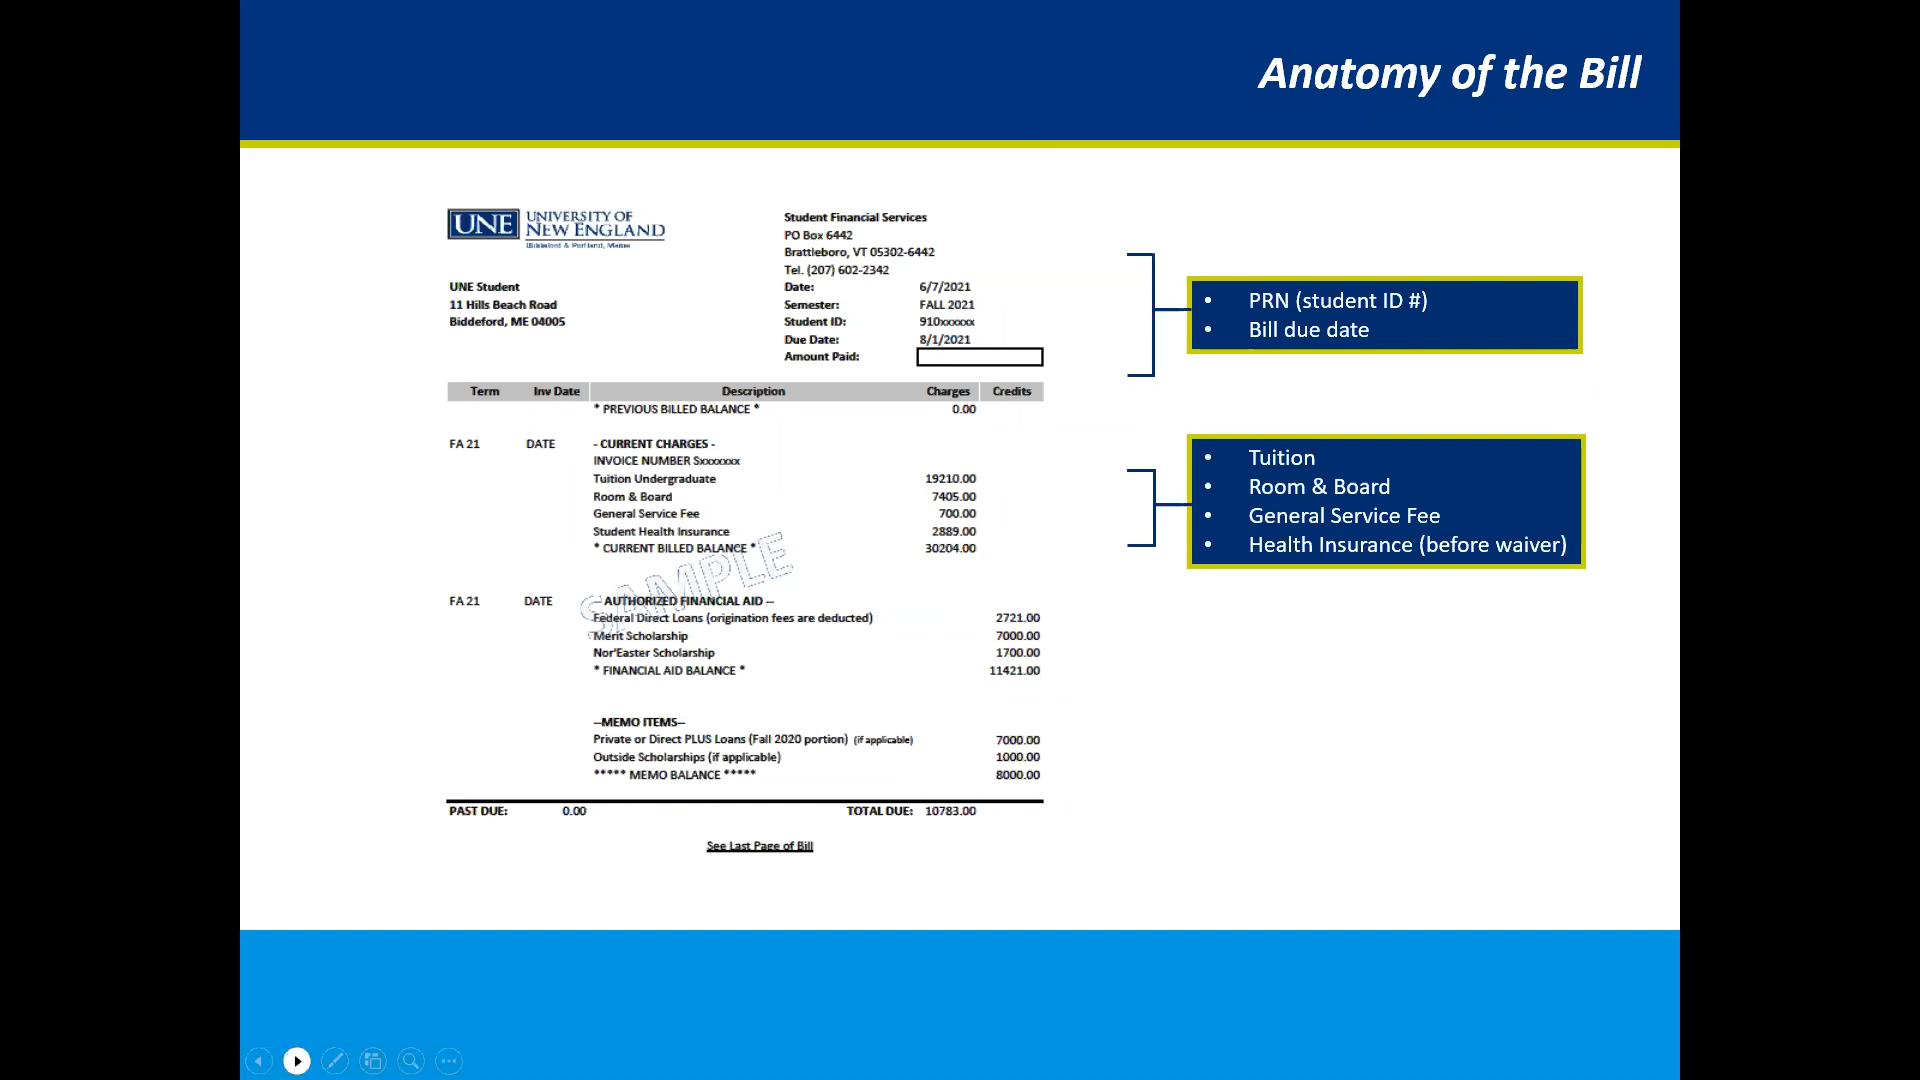 Anatomy of the Bill
UNE UNIVERSITY OF
NEW ENGLAND
Biddeford & Portland, Maine
Student Financial Services
PO Box 6442
Brattleboro, VT 05302-6442
Tel. (207) 602-2342
UNE Student
11 Hills Beach Road
Biddeford, ME 04005
Date: 6/7/2021
Semester: FALL 2021
Student ID: 910xxxxxx
Due Date: 8/1/2021
Amount Paid:
• PRN (student ID #)
• Bill due date
Term Inv Date Description Charges Credits
* PREVIOUS BILLED BALANCE * 0.00
FA 21 DATE - CURRENT CHARGES -
INVOICE NUMBER Sxxxxxxx
Tuition Undergraduate 19210.00
Room & Board 7405.00
General Service Fee 700.00
Student Health Insurance 2889.00
* CURRENT BILLED BALANCE * 30204.00
• Tuition
• Room & Board
• General Service Fee
• Health Insurance (before waiver)
SAMPLE
FA 21 DATE AUTHORIZED FINANCIAL AID --
Federal Direct Loans (origination fees are deducted) 2721.00
Merit Scholarship 7000.00
Nor'Easter Scholarship 1700.00
* FINANCIAL AID BALANCE * 11421.00
--MEMO ITEMS--
Private or Direct PLUS Loans (Fall 2020 portion) (if applicable) 7000.00
Outside Scholarships (if applicable) 1000.00
***** MEMO BALANCE ***** 8000.00
PAST DUE: 0.00 TOTAL DUE: 10783.00
See Last Page of Bill